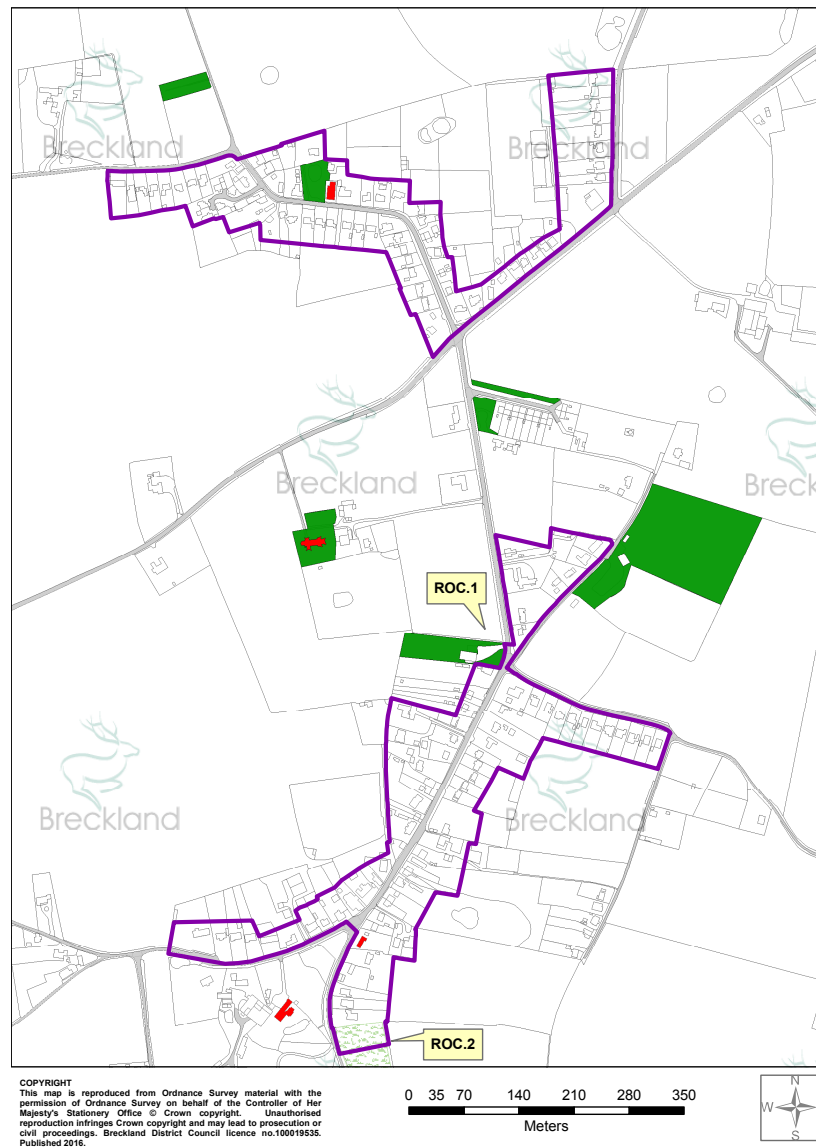 Breckland
Breckland
Breckland
Breck
ROC.1
Breckland
Breckland
ROC.2
COPYRIGHT
This map is reproduced from Ordnance Survey material with the
permission of Ordnance Survey on behalf of the Controller of Her
Majesty's Stationery Office © Crown copyright. Unauthorised
reproduction infringes Crown copyright and may lead to prosecution or
civil proceedings. Breckland District Council licence no.100019535.
Published 2016.
0 35 70 140 210 280 350
Meters
N
W E
S